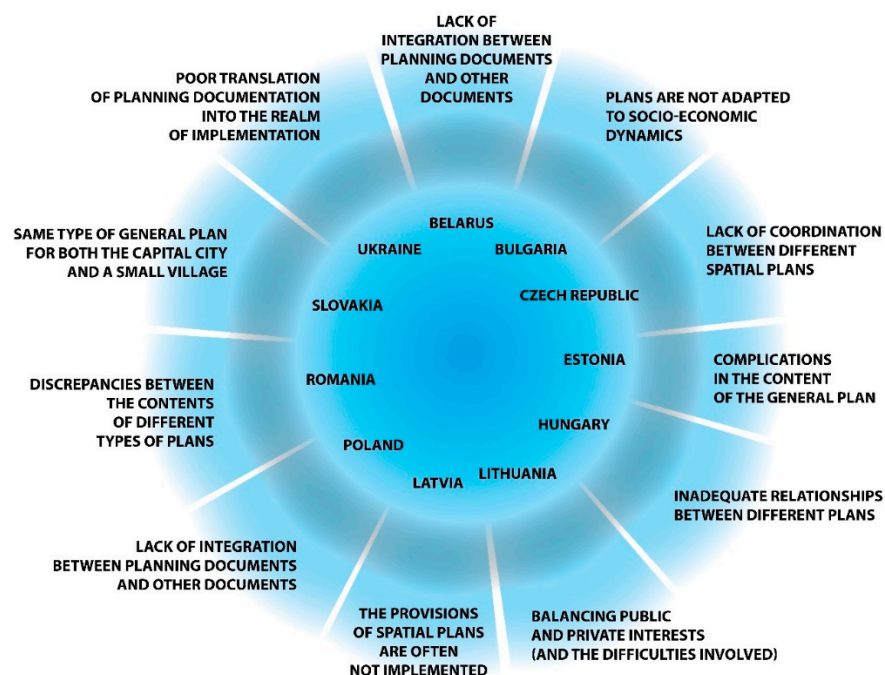 LACK OF
INTEGRATION BETWEEN
PLANNING DOCUMENTS
AND OTHER
DOCUMENTS
PLANS ARE NOT ADAPTED
TO SOCIO-ECONOMIC
DYNAMICS
LACK OF COORDINATION
BETWEEN DIFFERENT
SPATIAL PLANS
COMPLICATIONS
IN THE CONTENT
OF THE GENERAL PLAN
INADEQUATE RELATIONSHIPS
BETWEEN DIFFERENT PLANS
BALANCING PUBLIC
AND PRIVATE INTERESTS
(AND THE DIFFICULTIES INVOLVED)
THE PROVISIONS
OF SPATIAL PLANS
ARE OFTEN
NOT IMPLEMENTED
LACK OF INTEGRATION
BETWEEN PLANNING DOCUMENTS
AND OTHER DOCUMENTS
DISCREPANCIES BETWEEN
THE CONTENTS
OF DIFFERENT
TYPES OF PLANS
SAME TYPE OF GENERAL PLAN
FOR BOTH THE CAPITAL CITY
AND A SMALL VILLAGE
POOR TRANSLATION
OF PLANNING DOCUMENTATION
INTO THE REALM
OF IMPLEMENTATION
BELARUS
BULGARIA
CZECH REPUBLIC
ESTONIA
HUNGARY
LITHUANIA
LATVIA
POLAND
ROMANIA
SLOVAKIA
UKRAINE